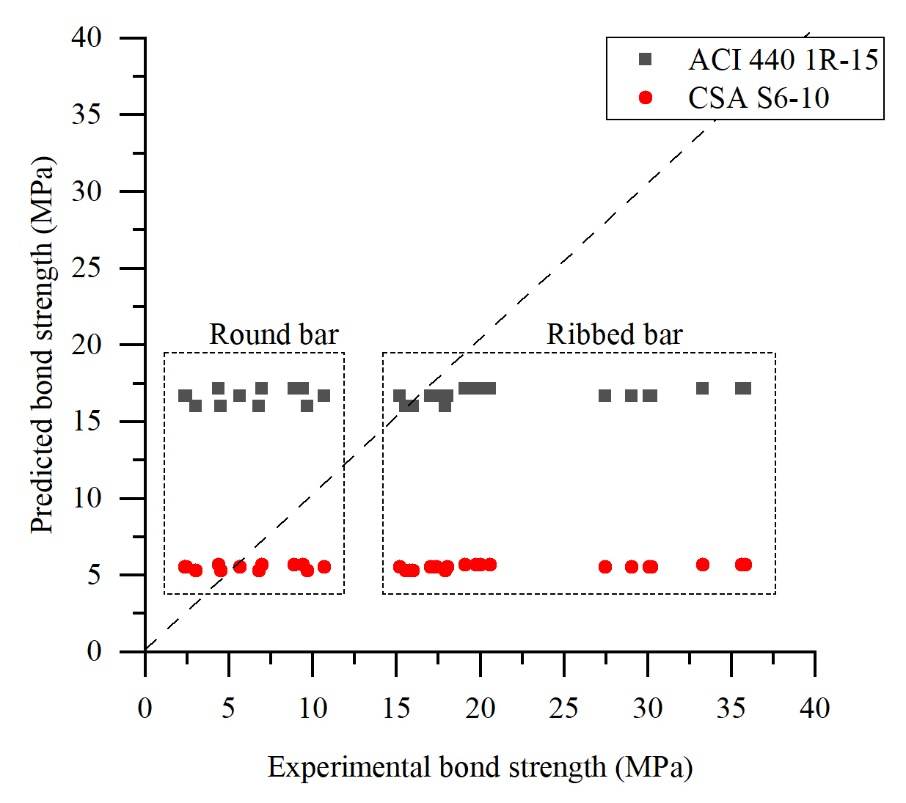 40
35
30
25
20
15
10
5
0
Predicted bond strength (MPa)
ACI 440 1R-15
CSA S6-10
Round bar
Ribbed bar
0 5 10 15 20 25 30 35 40
Experimental bond strength (MPa)